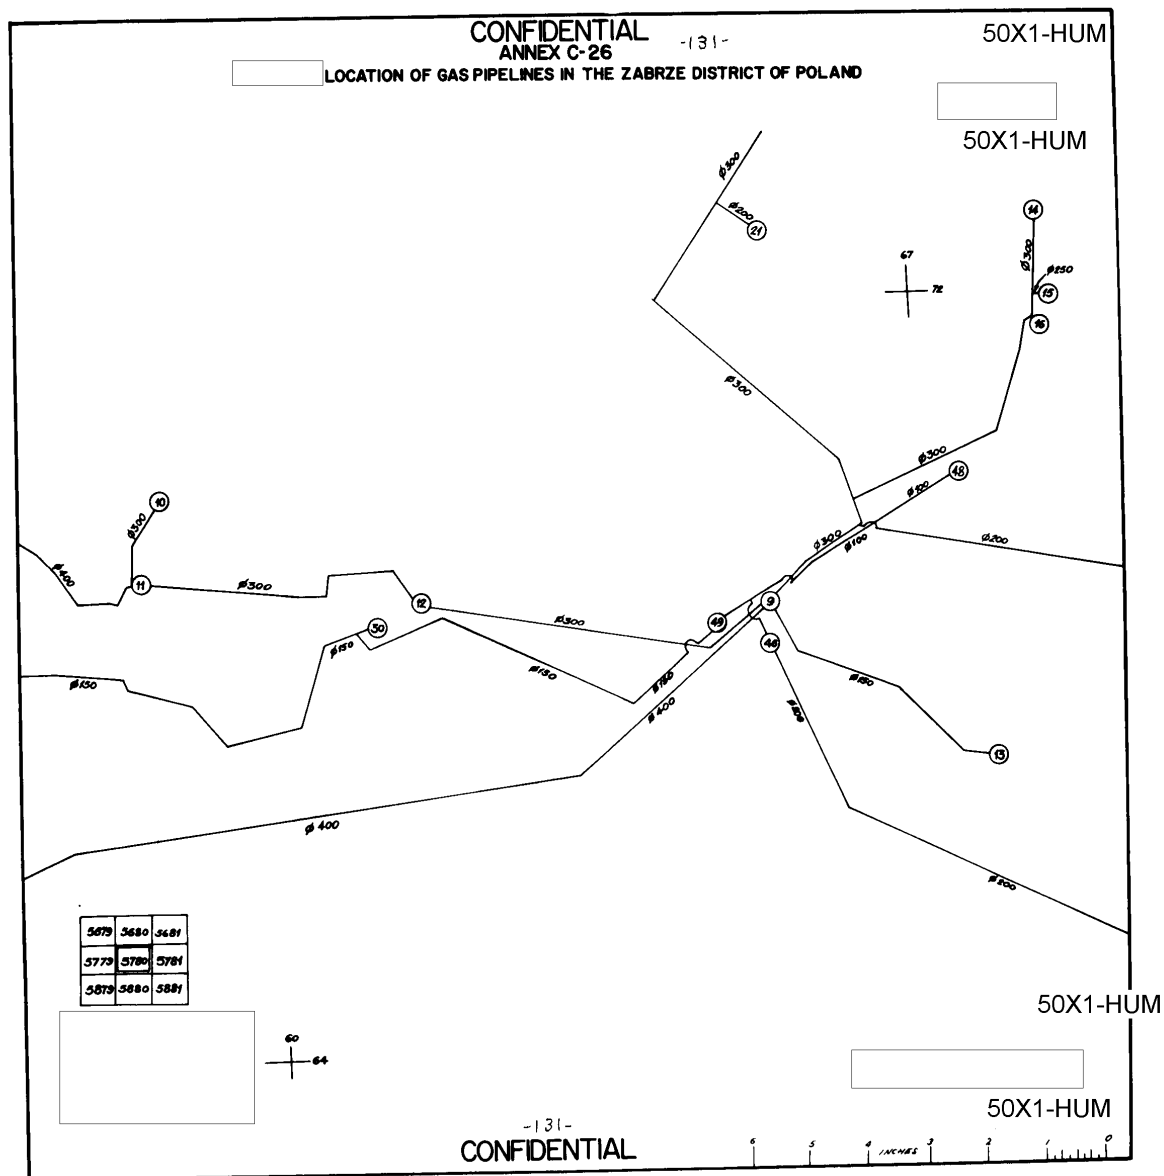 CONFIDENTIAL
50X1-HUM
-131-
ANNEX C-26
LOCATION OF GAS PIPELINES IN THE ZABRZE DISTRICT OF POLAND
50X1-HUM
ø300
ø200
21
14
67
72
ø300
ø250
15
16
ø300
ø300
48
ø100
10
ø300
ø200
ø300
ø100
ø400
11
ø300
12
9
ø300
49
50
46
ø150
ø150
ø150
ø150
ø150
13
ø400
ø200
ø400
ø200
5679 5680 5681
5779 5780 5781
5879 5880 5881
50X1-HUM
60
64
50X1-HUM
-131-
CONFIDENTIAL
6 5 4 INCHES 3 2 1 0